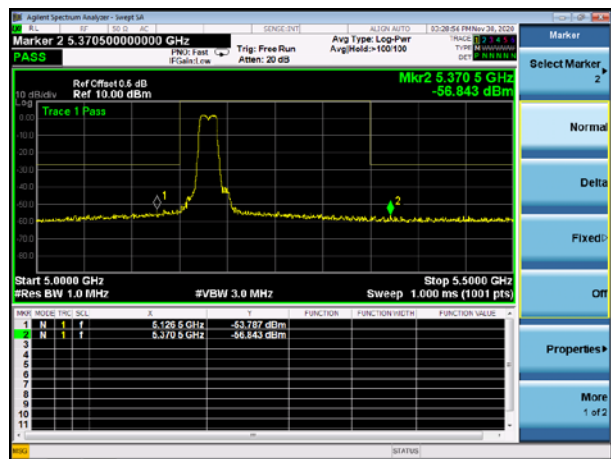 Agilent Spectrum Analyzer - Swept SA
RL RF 50 Ω AC SENSE:INT ALIGN AUTO 03:28:54 PM Nov 30, 2020
Marker 2 5.370500000000 GHz
PASS
PNO: Fast
IFGain:Low
Trig: Free Run
Atten: 20 dB
Avg Type: Log-Pwr
Avg|Hold:>100/100
TRACE 1 2 3 4 5 6
TYPE M
DET P N N N N N
Ref Offset 0.5 dB
10 dB/div Ref 10.00 dBm
Mkr2 5.370 5 GHz
-56.843 dBm
Log
Trace 1 Pass
0.00
-10.0
-20.0
-30.0
-40.0
-50.0
-60.0
-70.0
-80.0
1
2
Start 5.0000 GHz Stop 5.5000 GHz
#Res BW 1.0 MHz #VBW 3.0 MHz Sweep 1.000 ms (1001 pts)
MKR MODE TRC SCL X Y FUNCTION FUNCTION WIDTH FUNCTION VALUE
1 N 1 f 5.126 5 GHz -53.787 dBm
2 N 1 f 5.370 5 GHz -56.843 dBm
3
4
5
6
7
8
9
10
11
MSG STATUS
Marker
Select Marker
2
Normal
Delta
Fixed
Off
Properties
More
1 of 2